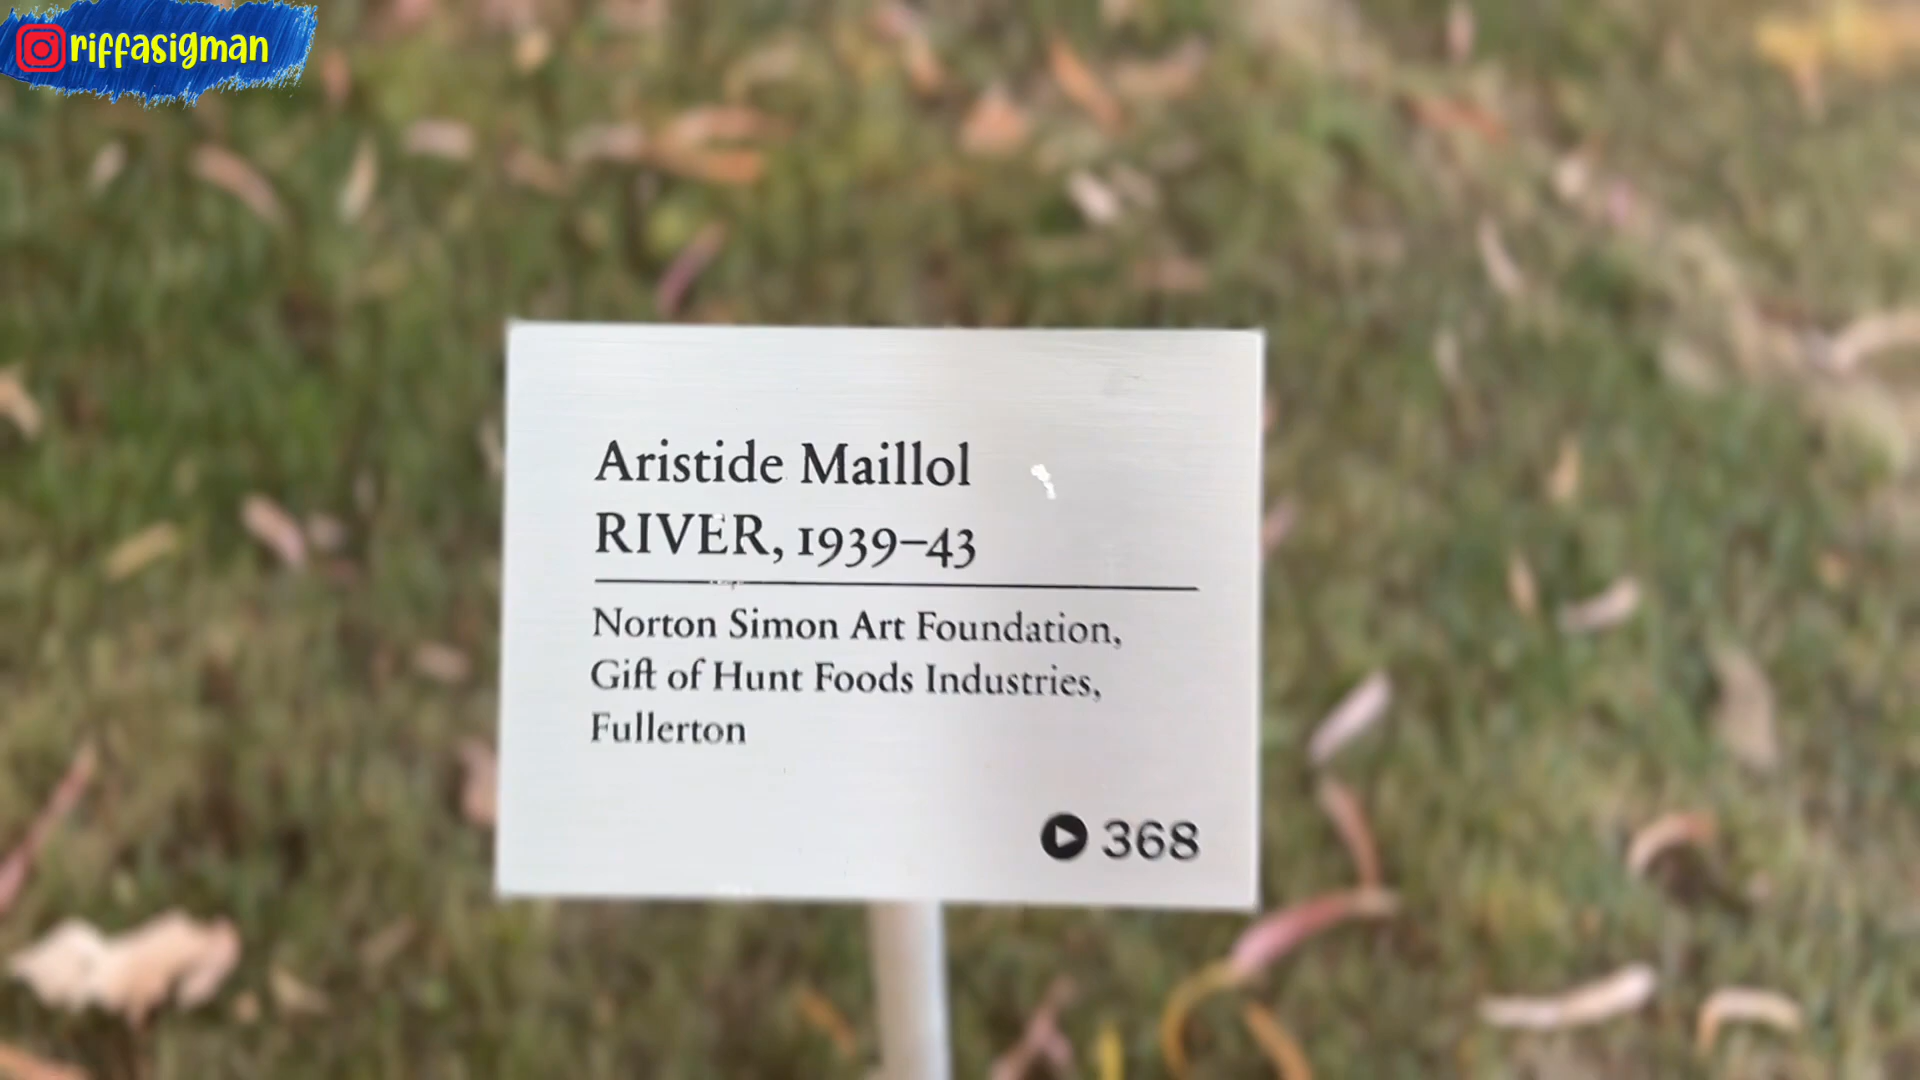 riffasigman
Aristide Maillol
RIVER, 1939–43
Norton Simon Art Foundation,
Gift of Hunt Foods Industries,
Fullerton
368